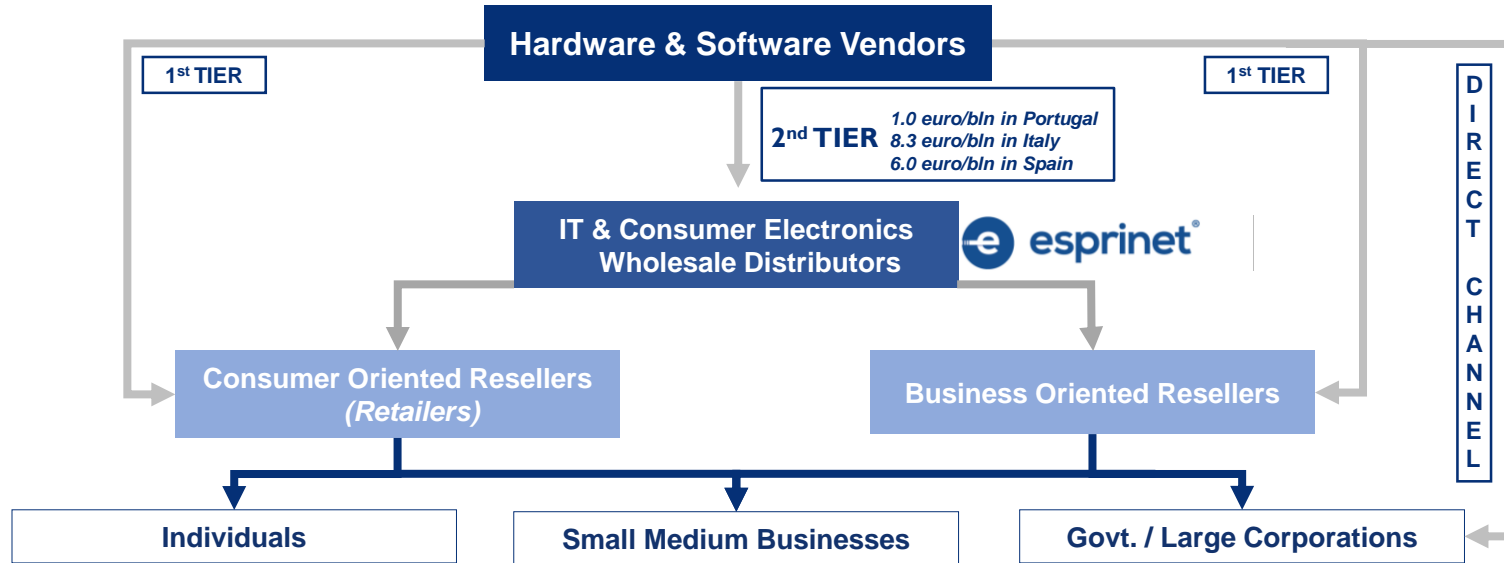 Hardware & Software Vendors
1st TIER
1st TIER
2nd TIER
1.0 euro/bln in Portugal
8.3 euro/bln in Italy
6.0 euro/bln in Spain
DIRECT CHANNEL
IT & Consumer Electronics
Wholesale Distributors
e esprinet®
Consumer Oriented Resellers
(Retailers)
Business Oriented Resellers
Individuals
Small Medium Businesses
Govt. / Large Corporations